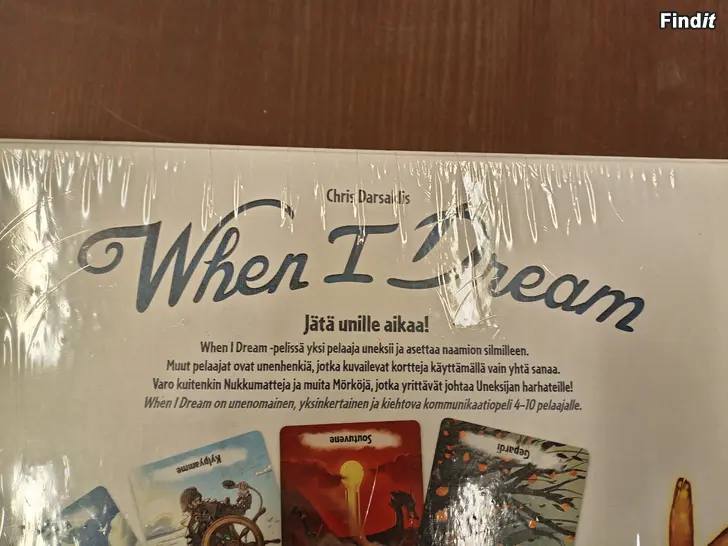 Findit
Chris Darsaklis
When I Dream
Jätä unille aikaa!
When I Dream -pelissä yksi pelaaja uneksii ja asettaa naamion silmilleen.
Muut pelaajat ovat unenhenkiä, jotka kuvailevat kortteja käyttämällä vain yhtä sanaa.
Varo kuitenkin Nukkumatteja ja muita Mörköjä, jotka yrittävät johtaa Uneksijan harhateille!
When I Dream on unenomainen, yksinkertainen ja kiehtova kommunikaatiopeli 4-10 pelaajalle.
Kylpyamme
Soutuvene
Gepardi